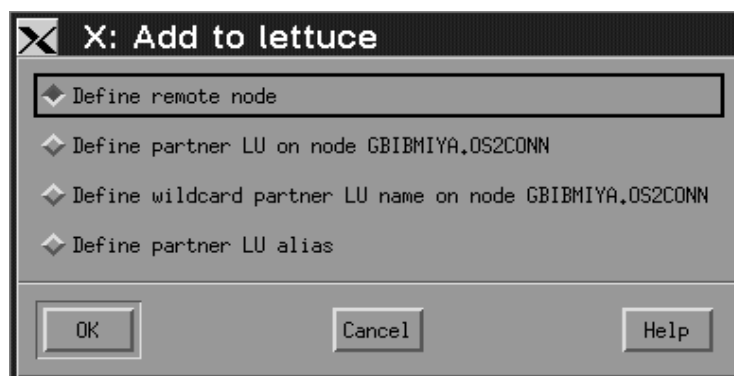 X: Add to lettuce
Define remote node
Define partner LU on node GBIBMIYA.OS2CONN
Define wildcard partner LU name on node GBIBMIYA.OS2CONN
Define partner LU alias
OK Cancel Help